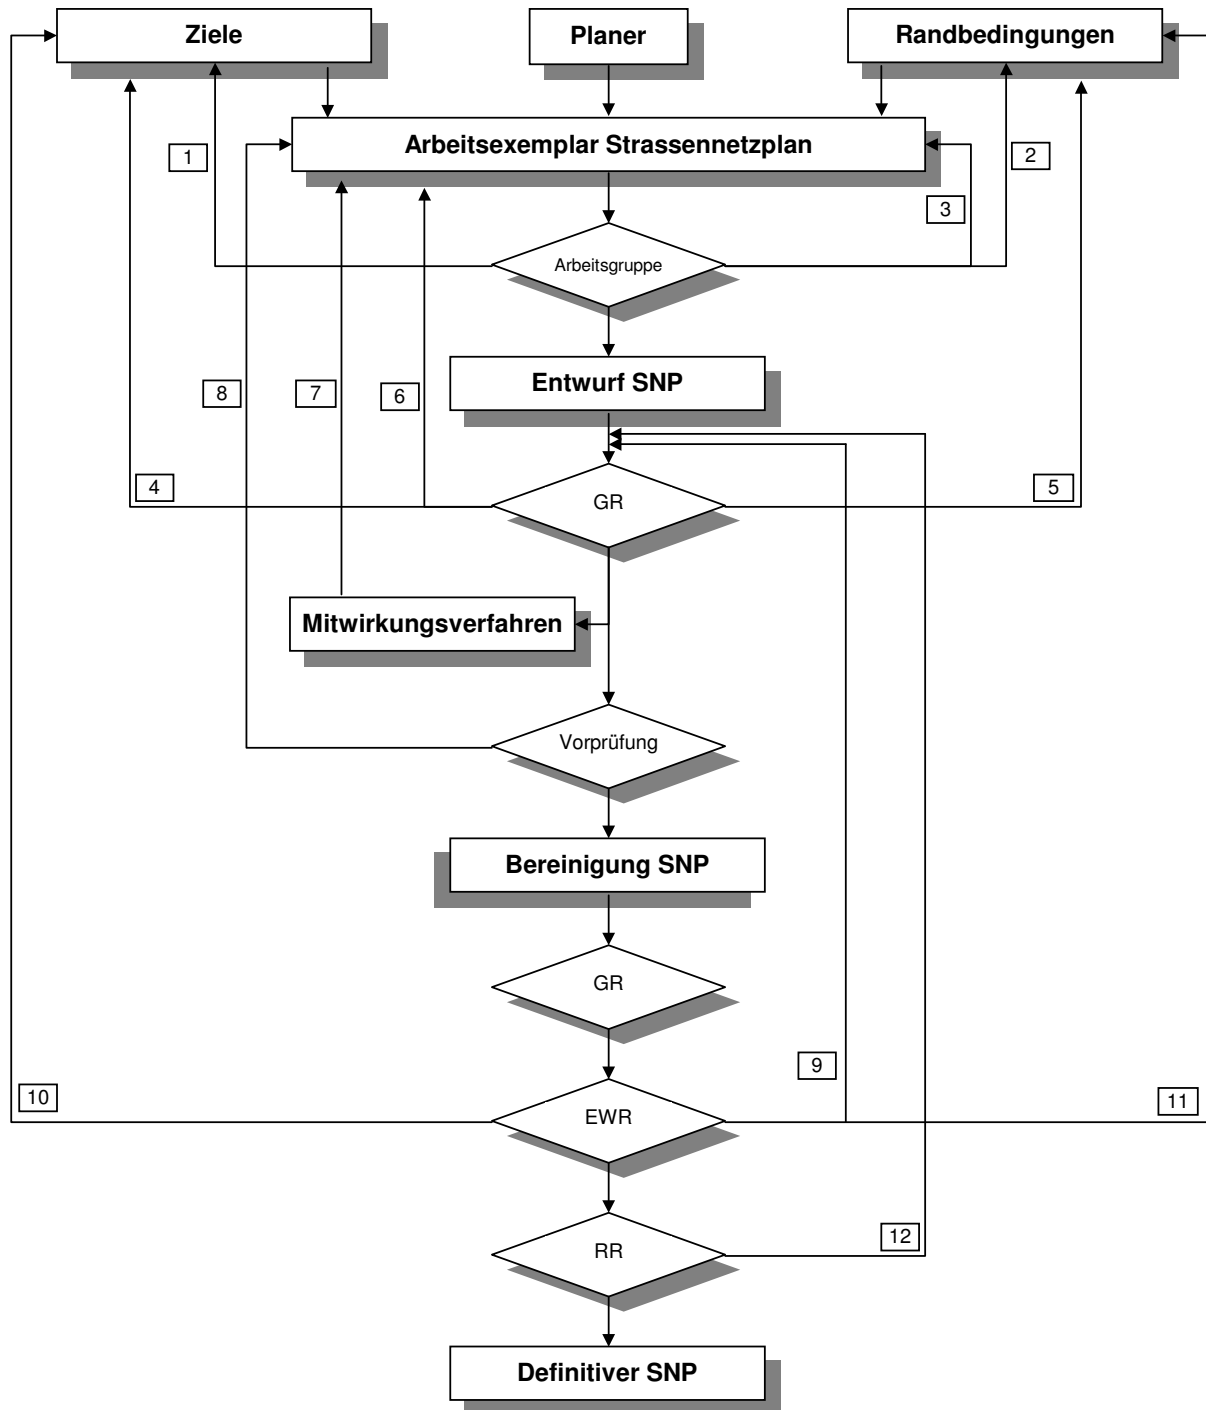 Ziele
Planer
Randbedingungen
Arbeitsexemplar Strassennetzplan
1
2
3
Arbeitsgruppe
Entwurf SNP
8
7
6
4
GR
5
Mitwirkungsverfahren
Vorprüfung
Bereinigung SNP
GR
9
10
EWR
11
12
RR
Definitiver SNP